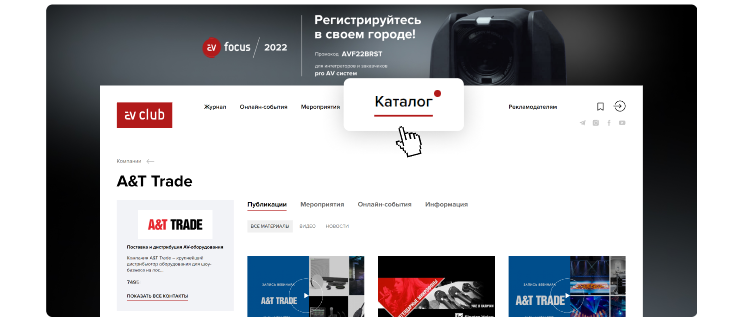 Регистрируйтесь
в своем городе!
AV focus / 2022
Промокод AVF22BRST
для интеграторов и заказчиков
pro AV систем
AV club
Журнал Онлайн-события Мероприятия Каталог Рекламодателям
Компании
A&T Trade
Публикации Мероприятия Онлайн-события Информация
ВСЕ МАТЕРИАЛЫ ВИДЕО НОВОСТИ
A&T TRADE
Поставка и дистрибуция AV-оборудования
Компания A&T Trade – крупнейший
дистрибьютор оборудования для шоу-
бизнеса на пос...
7495
ПОКАЗАТЬ ВСЕ КОНТАКТЫ
ЗАПИСЬ ВЕБИНАРА
A&T TRADE
ЗАПИСЬ ВЕБИНАРА
A&T TRADE